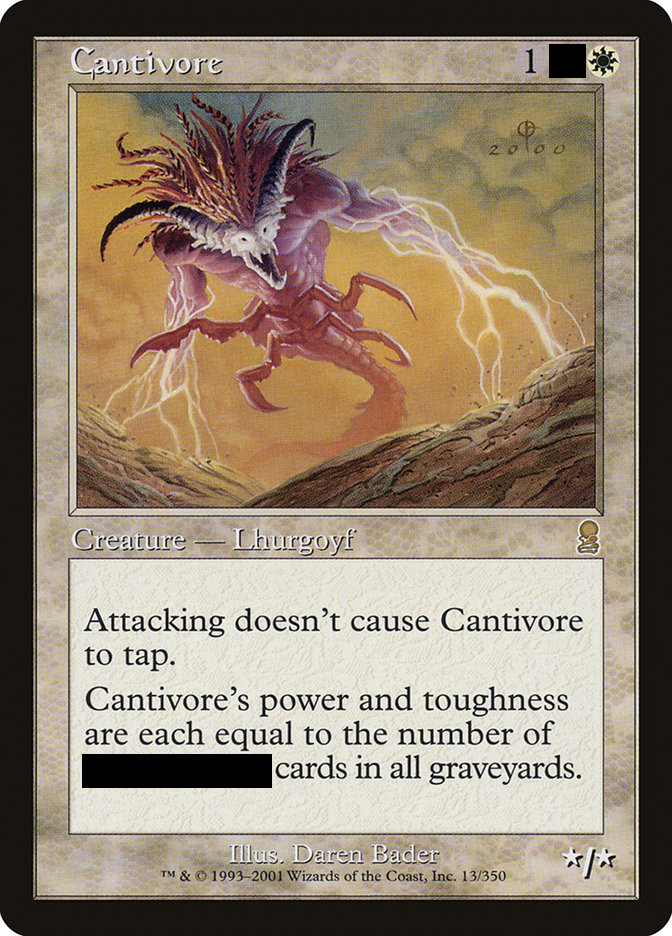 Cantivore 1
2000
Creature — Lhurgoyf
Attacking doesn't cause Cantivore
to tap.
Cantivore's power and toughness
are each equal to the number of
cards in all graveyards.
Illus. Daren Bader
™ & © 1993–2001 Wizards of the Coast, Inc. 13/350
★/★